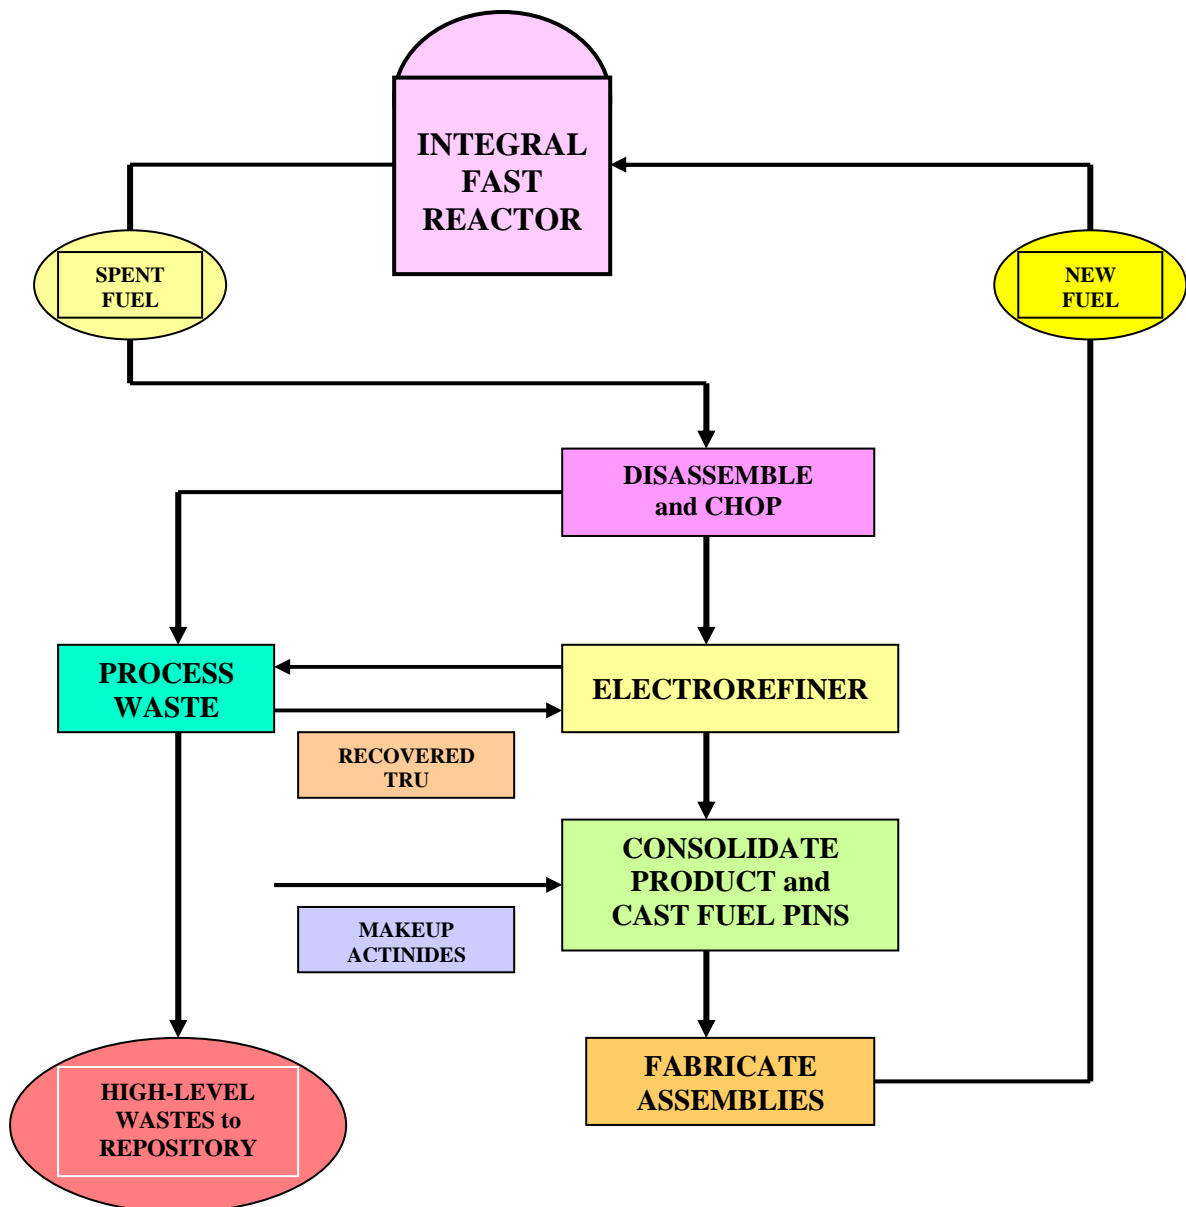 INTEGRAL
FAST
REACTOR
SPENT
FUEL
NEW
FUEL
DISASSEMBLE
and CHOP
PROCESS
WASTE
ELECTROREFINER
RECOVERED
TRU
CONSOLIDATE
PRODUCT and
CAST FUEL PINS
MAKEUP
ACTINIDES
FABRICATE
ASSEMBLIES
HIGH-LEVEL
WASTES to
REPOSITORY